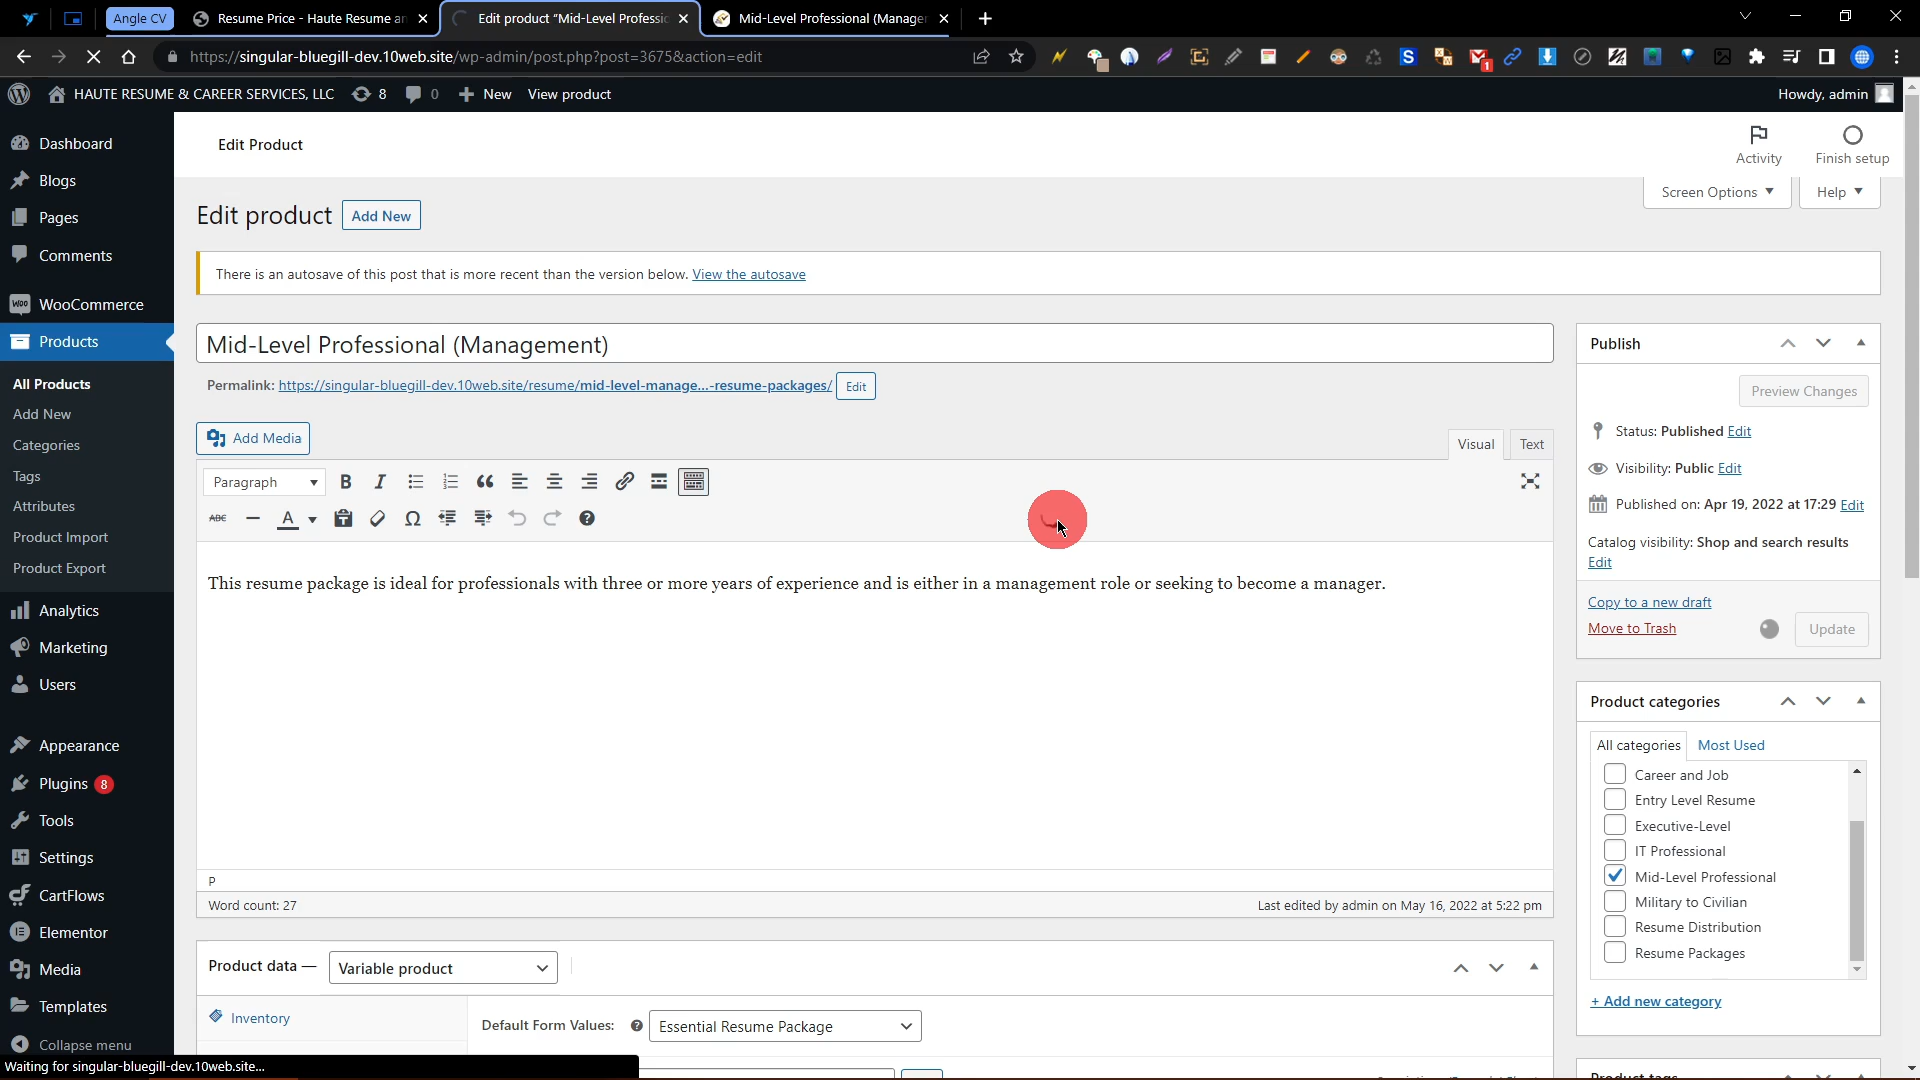 Angle CV
Resume Price - Haute Resume an
Edit product "Mid-Level Professio
Mid-Level Professional (Manager
https://singular-bluegill-dev.10web.site/wp-admin/post.php?post=3675&action=edit
HAUTE RESUME & CAREER SERVICES, LLC
8
0
New
View product
Howdy, admin
Dashboard
Blogs
Pages
Comments
WooCommerce
Products
All Products
Add New
Categories
Tags
Attributes
Product Import
Product Export
Analytics
Marketing
Users
Appearance
Plugins 8
Tools
Settings
CartFlows
Elementor
Media
Templates
Collapse menu
Waiting for singular-bluegill-dev.10web.site...
Edit Product
Activity
Finish setup
Screen Options
Help
Edit product
Add New
There is an autosave of this post that is more recent than the version below. View the autosave
Mid-Level Professional (Management)
Permalink: https://singular-bluegill-dev.10web.site/resume/mid-level-manage...-resume-packages/
Edit
Add Media
Visual
Text
Paragraph
This resume package is ideal for professionals with three or more years of experience and is either in a management role or seeking to become a manager.
P
Word count: 27
Last edited by admin on May 16, 2022 at 5:22 pm
Product data —
Variable product
Inventory
Default Form Values:
Essential Resume Package
Publish
Preview Changes
Status: Published Edit
Visibility: Public Edit
Published on: Apr 19, 2022 at 17:29 Edit
Catalog visibility: Shop and search results
Edit
Copy to a new draft
Move to Trash
Update
Product categories
All categories
Most Used
Career and Job
Entry Level Resume
Executive-Level
IT Professional
Mid-Level Professional
Military to Civilian
Resume Distribution
Resume Packages
+ Add new category
Product tags